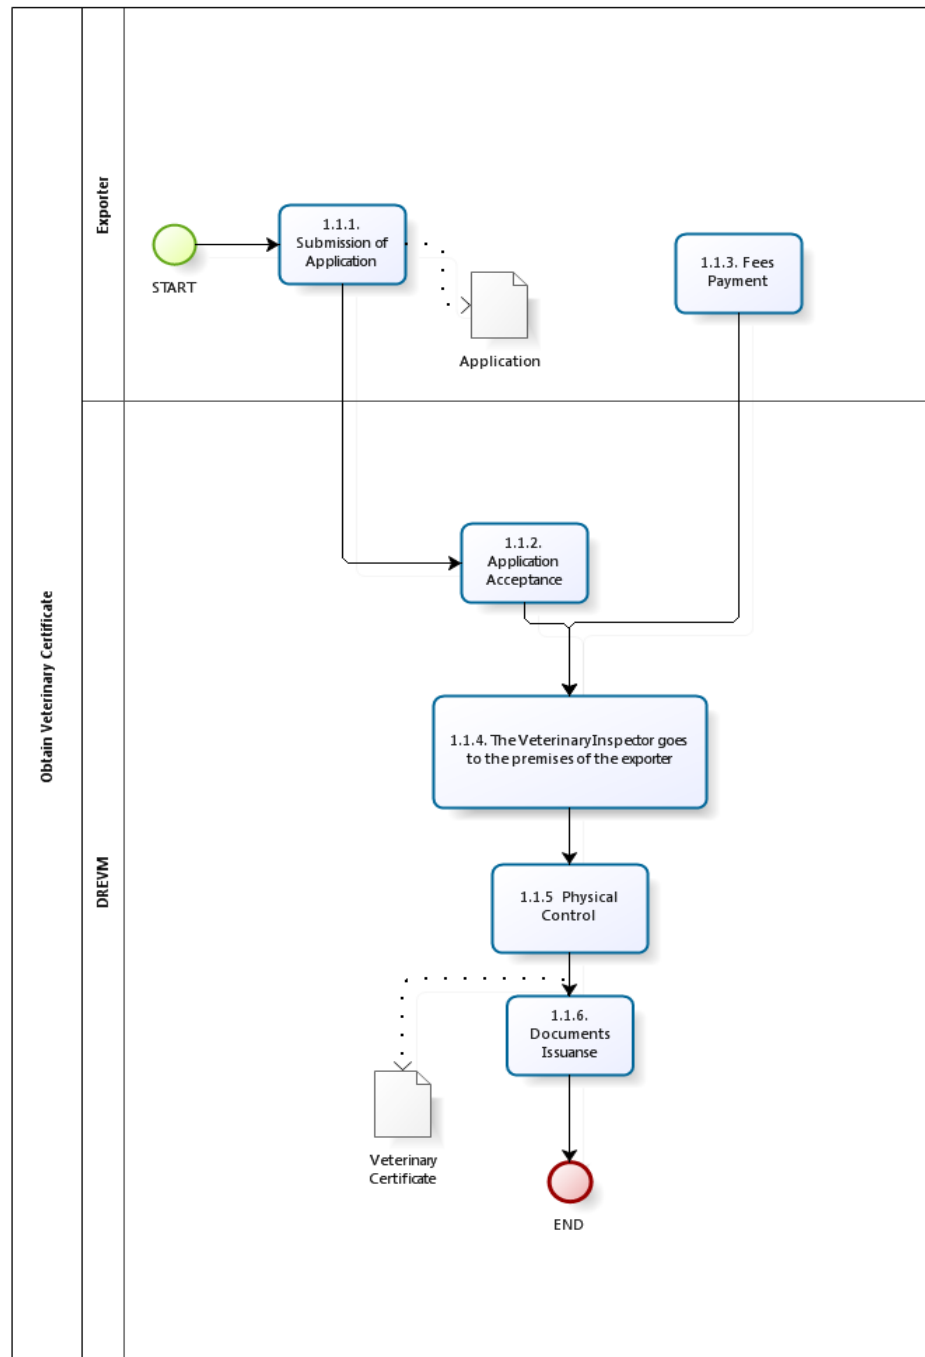 Obtain Veterinary Certificate
Exporter
START
1.1.1.
Submission of
Application
Application
1.1.3. Fees
Payment
DREVM
1.1.2.
Application
Acceptance
1.1.4. The Veterinary Inspector goes
to the premises of the exporter
1.1.5 Physical
Control
1.1.6.
Documents
Issuanse
Veterinary
Certificate
END